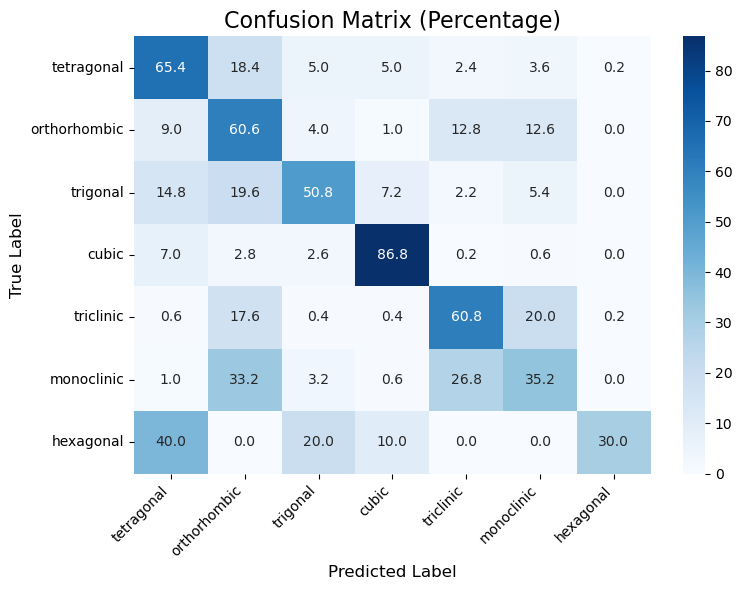 Confusion Matrix (Percentage)
True Label
tetragonal 65.4 18.4 5.0 5.0 2.4 3.6 0.2
orthorhombic 9.0 60.6 4.0 1.0 12.8 12.6 0.0
trigonal 14.8 19.6 50.8 7.2 2.2 5.4 0.0
cubic 7.0 2.8 2.6 86.8 0.2 0.6 0.0
triclinic 0.6 17.6 0.4 0.4 60.8 20.0 0.2
monoclinic 1.0 33.2 3.2 0.6 26.8 35.2 0.0
hexagonal 40.0 0.0 20.0 10.0 0.0 0.0 30.0
tetragonal orthorhombic trigonal cubic triclinic monoclinic hexagonal
Predicted Label
80
70
60
50
40
30
20
10
0